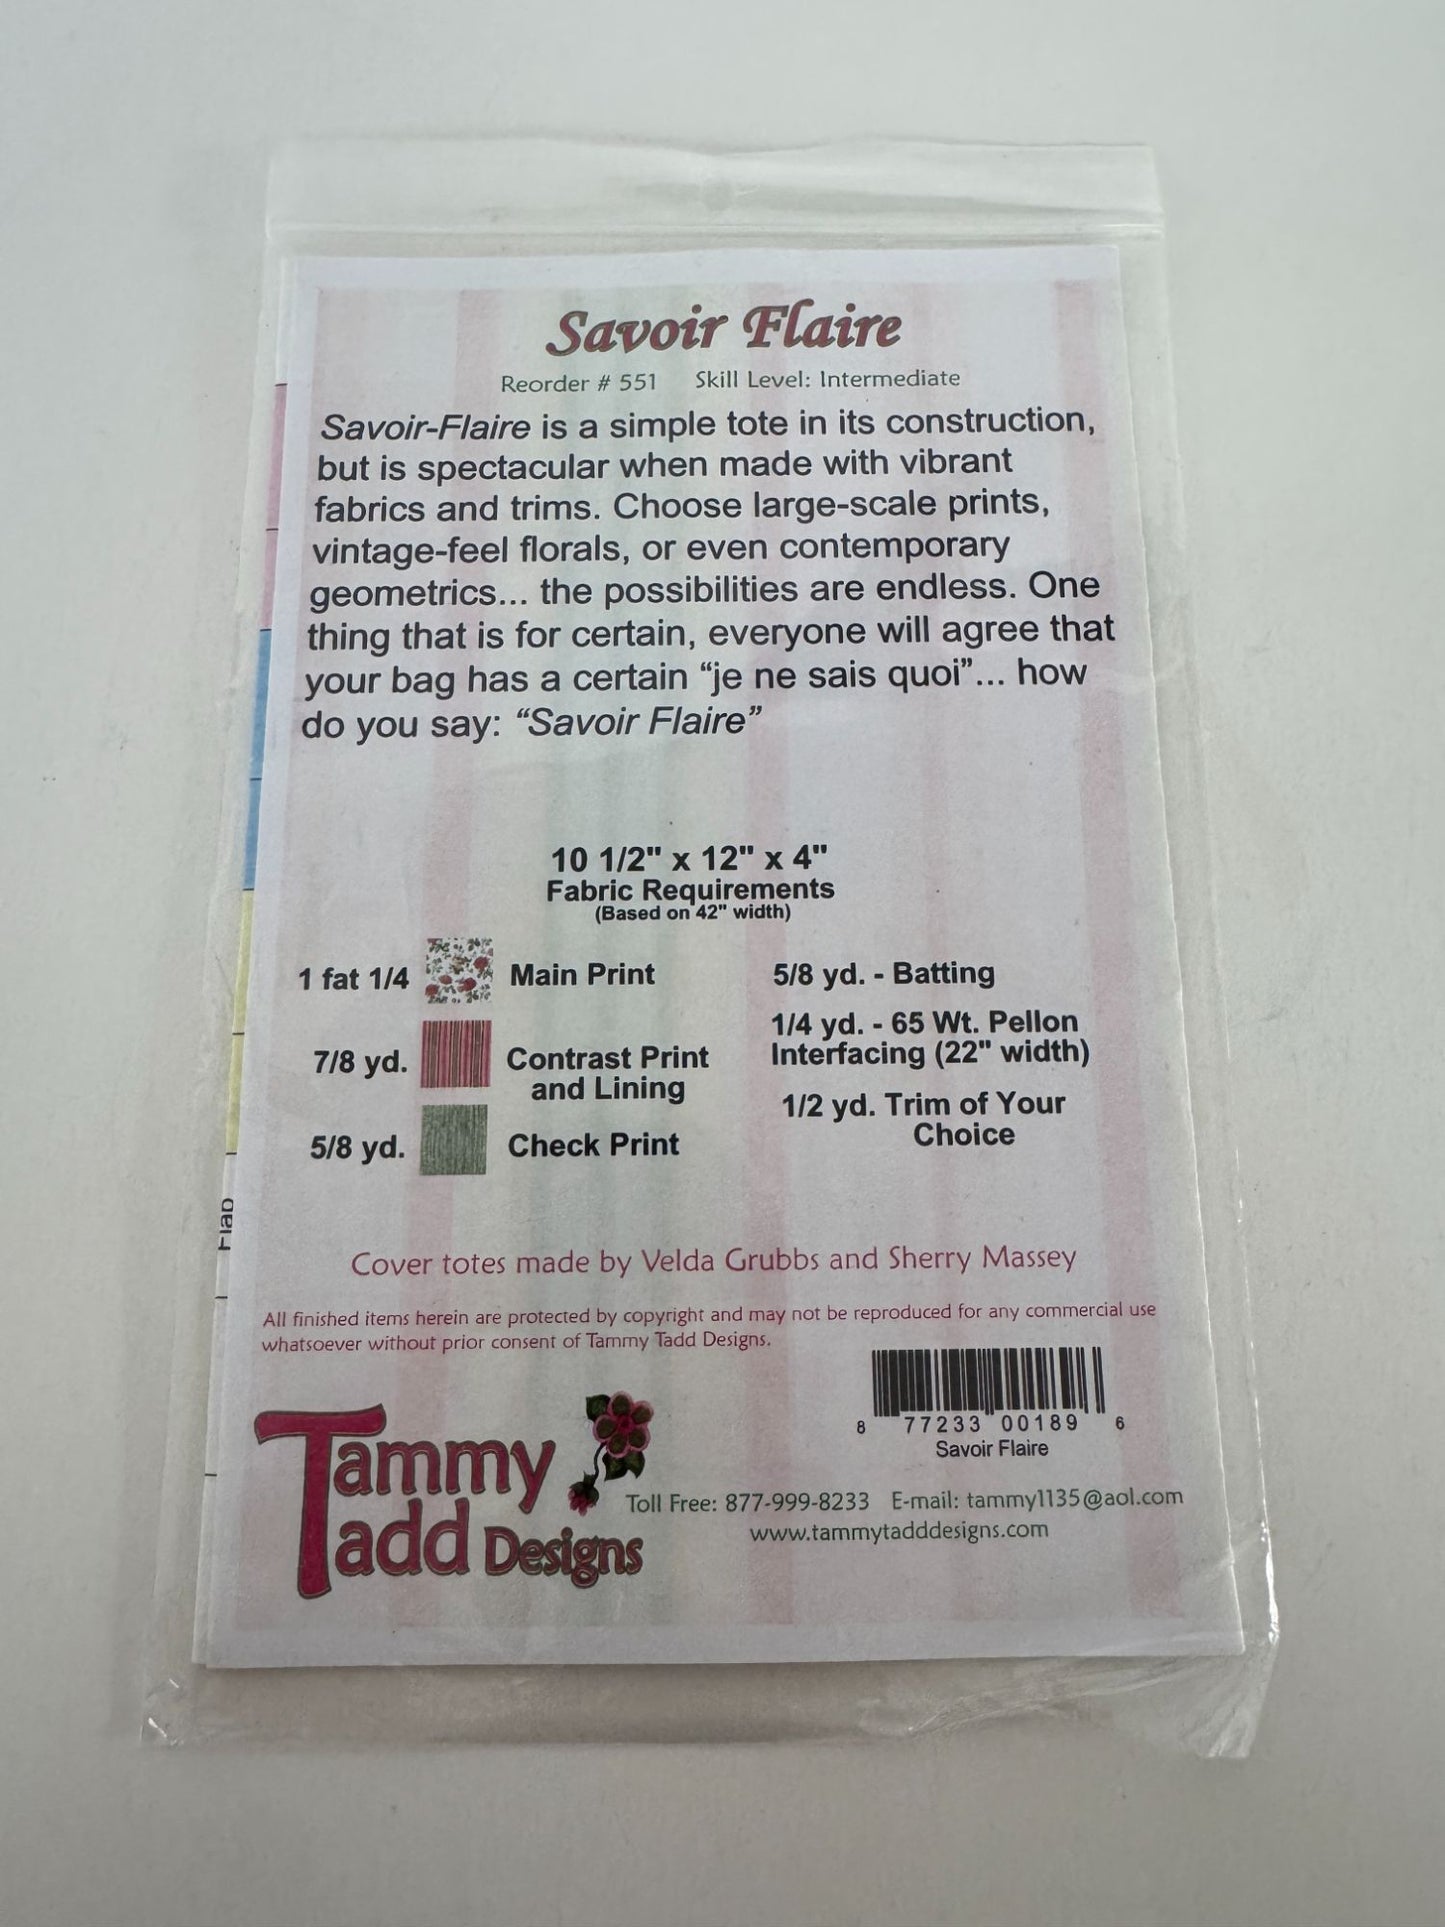 Savoir Flaire
Reorder # 551 Skill Level: Intermediate
Savoir-Flaire is a simple tote in its construction,
but is spectacular when made with vibrant
fabrics and trims. Choose large-scale prints,
vintage-feel florals, or even contemporary
geometrics... the possibilities are endless. One
thing that is for certain, everyone will agree that
your bag has a certain “je ne sais quoi”... how
do you say: “Savoir Flaire”
10 1/2" x 12" x 4"
Fabric Requirements
(Based on 42" width)
1 fat 1/4 Main Print
7/8 yd. Contrast Print
and Lining
5/8 yd. Check Print
5/8 yd. - Batting
1/4 yd. - 65 Wt. Pellon
Interfacing (22" width)
1/2 yd. Trim of Your
Choice
Flap
Cover totes made by Velda Grubbs and Sherry Massey
All finished items herein are protected by copyright and may not be reproduced for any commercial use
whatsoever without prior consent of Tammy Tadd Designs.
8 77233 00189 6
Savoir Flaire
Tammy
Tadd Designs
Toll Free: 877-999-8233 E-mail: tammy1135@aol.com
www.tammytadddesigns.com